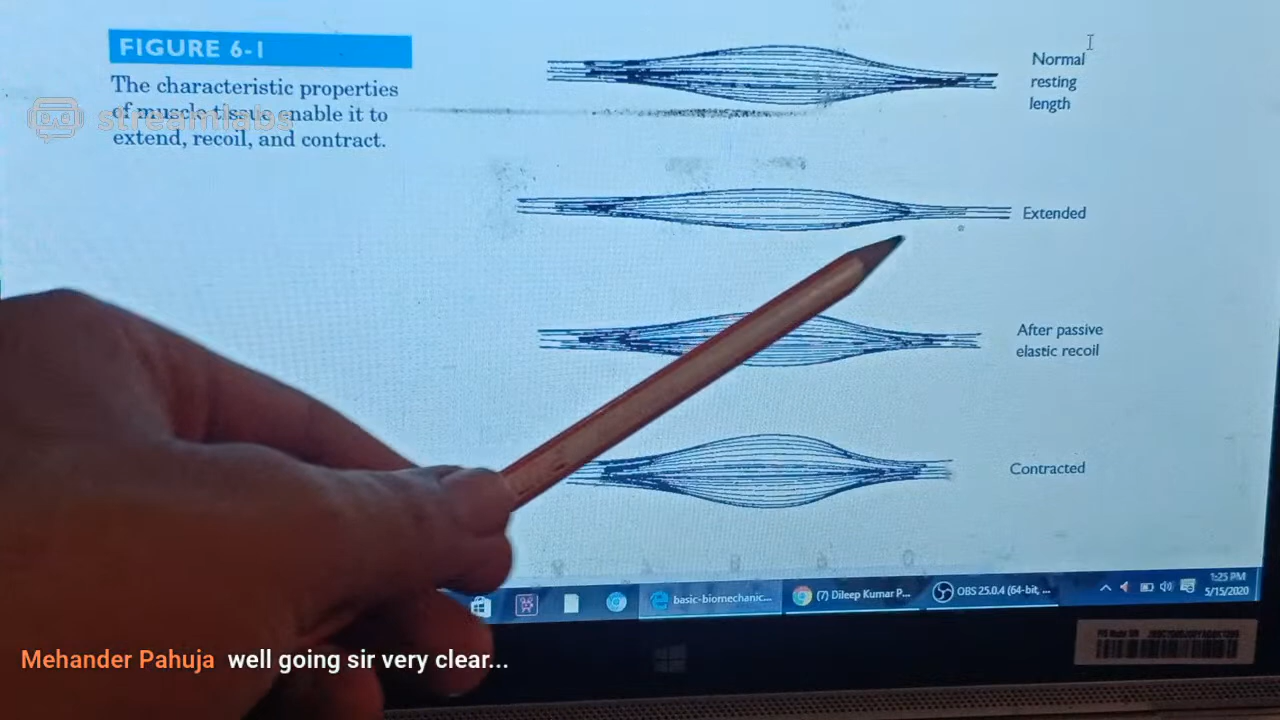 FIGURE 6-1
The characteristic properties
of muscle tissue enable it to
extend, recoil, and contract.
streamlabs
Normal
resting
length
Extended
After passive
elastic recoil
Contracted
basic-biomechanic...
(7) Dileep Kumar P...
OBS 25.0.4 (64-bit, ...
1:25 PM
5/15/2020
Mehander Pahuja well going sir very clear...